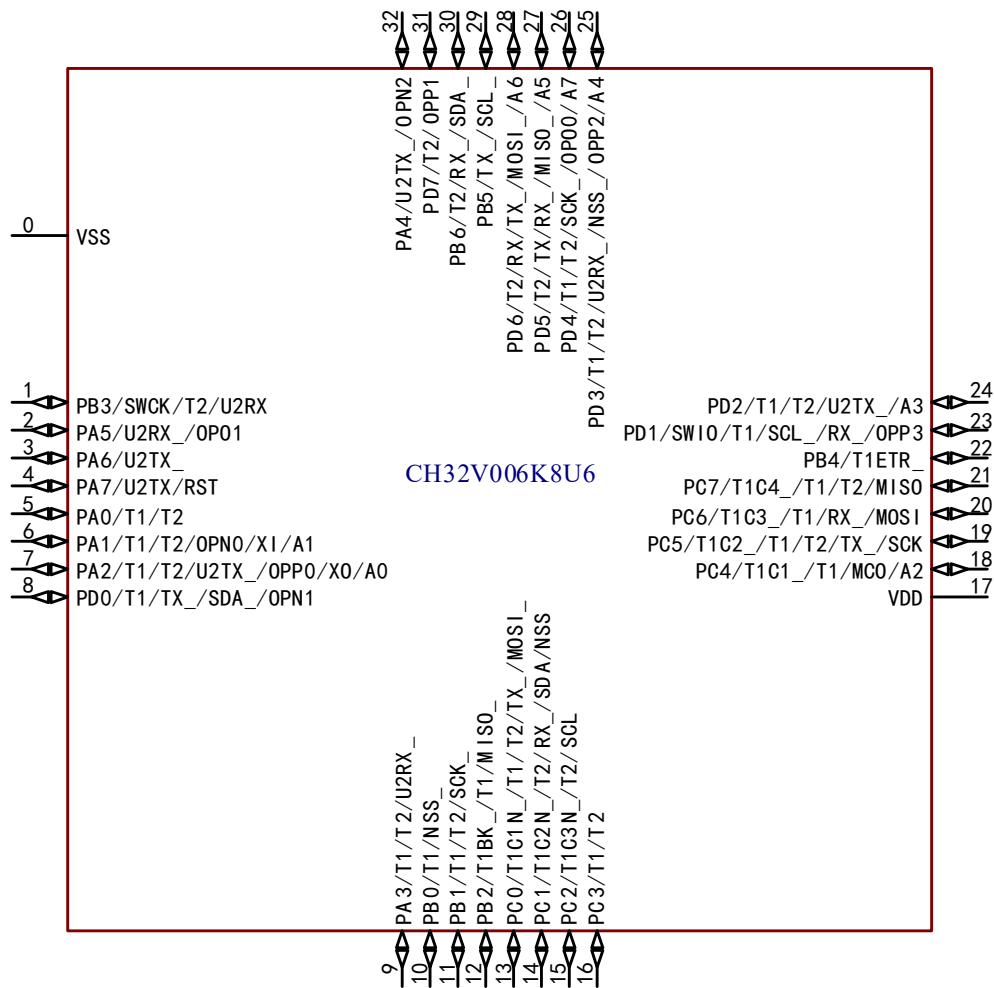 32
31
30
29
28
27
26
25
PA4/U2TX_/OPN2
PD7/T2/OPP1
PB6/T2/RX_/SDA_
PB5/TX_/SCL_
PD6/T2/RX/TX_/MOSI_/A6
PD5/T2/TX/RX_/MISO_/A5
PD4/T1/T2/SCK_/OPO0/A7
PD3/T1/T2/U2RX_/NSS_/OPP2/A4
0 VSS
1 PB3/SWCK/T2/U2RX
2 PA5/U2RX_/OPO1
3 PA6/U2TX_
4 PA7/U2TX/RST
5 PA0/T1/T2
6 PA1/T1/T2/OPN0/XI/A1
7 PA2/T1/T2/U2TX_/OPP0/XO/A0
8 PD0/T1/TX_/SDA_/OPN1
CH32V006K8U6
PD2/T1/T2/U2TX_/A3 24
PD1/SWIO/T1/SCL_/RX_/OPP3 23
PB4/T1ETR_ 22
PC7/T1C4_/T1/T2/MISO 21
PC6/T1C3_/T1/RX_/MOSI 20
PC5/T1C2_/T1/T2/TX_/SCK 19
PC4/T1C1_/T1/MCO/A2 18
VDD 17
PA3/T1/T2/U2RX_
PB0/T1/NSS_
PB1/T1/T2/SCK_
PB2/T1BK_/T1/MISO_
PC0/T1C1N_/T1/T2/TX_/MOSI_
PC1/T1C2N_/T2/RX_/SDA/NSS
PC2/T1C3N_/T2/SCL
PC3/T1/T2
9
10
11
12
13
14
15
16